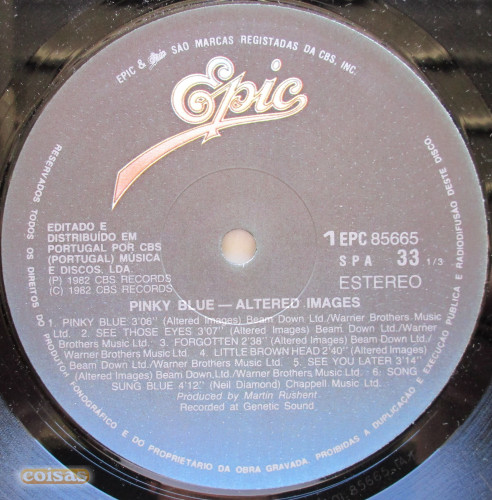 EPIC & Epic SÃO MARCAS REGISTADAS DA CBS, INC.
Epic
EDITADO E
DISTRIBUÍDO EM
PORTUGAL POR CBS
(PORTUGAL) MÚSICA
E DISCOS, LDA.
(P) 1982 CBS RECORDS
(C) 1982 CBS RECORDS
1 EPC 85665
SPA 33 1/3
ESTEREO
PINKY BLUE — ALTERED IMAGES
1. PINKY BLUE 3'06'' (Altered Images) Beam Down Ltd./Warner Brothers Music
Ltd. 2. SEE THOSE EYES 3'07'' (Altered Images) Beam Down Ltd./Warner
Brothers Music Ltd. 3: FORGOTTEN 2'38'' (Altered Images) Beam Down Ltd./
Warner Brothers Music Ltd. 4: LITTLE BROWN HEAD 2'40'' (Altered Images)
Beam Down Ltd./Warner Brothers Music Ltd. 5: SEE YOU LATER 3'14''
(Altered Images) Beam Down Ltd./Warner Brothers Music Ltd. 6: SONG
SUNG BLUE 4'12'' (Neil Diamond) Chappell Music Ltd.
Produced by Martin Rushent
Recorded at Genetic Sound.
RESERVADOS TODOS OS DIREITOS DO PRODUTOR FONOGRÁFICO E DO PROPRIETÁRIO DA OBRA GRAVADA. PROIBIDAS A DUPLICAÇÃO E EXECUÇÃO PÚBLICA E RADIODIFUSÃO DESTE DISCO.
coisas